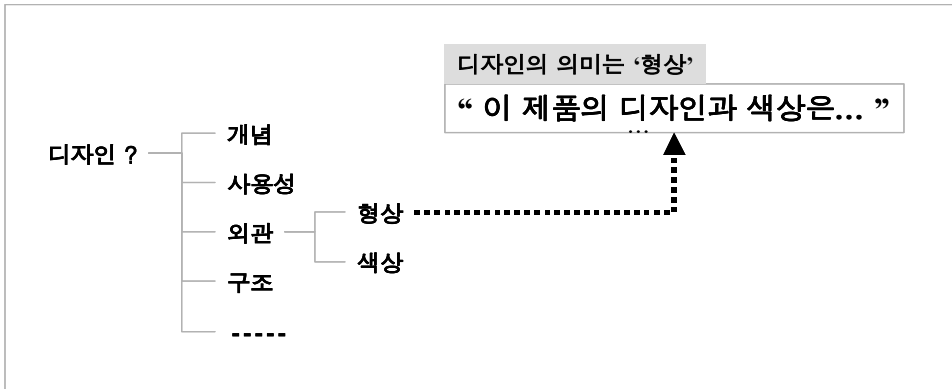 디자인의 의미는 ‘형상’
“ 이 제품의 디자인과 색상은... ”
...
디자인 ?
개념
사용성
외관
구조
-----
형상
색상